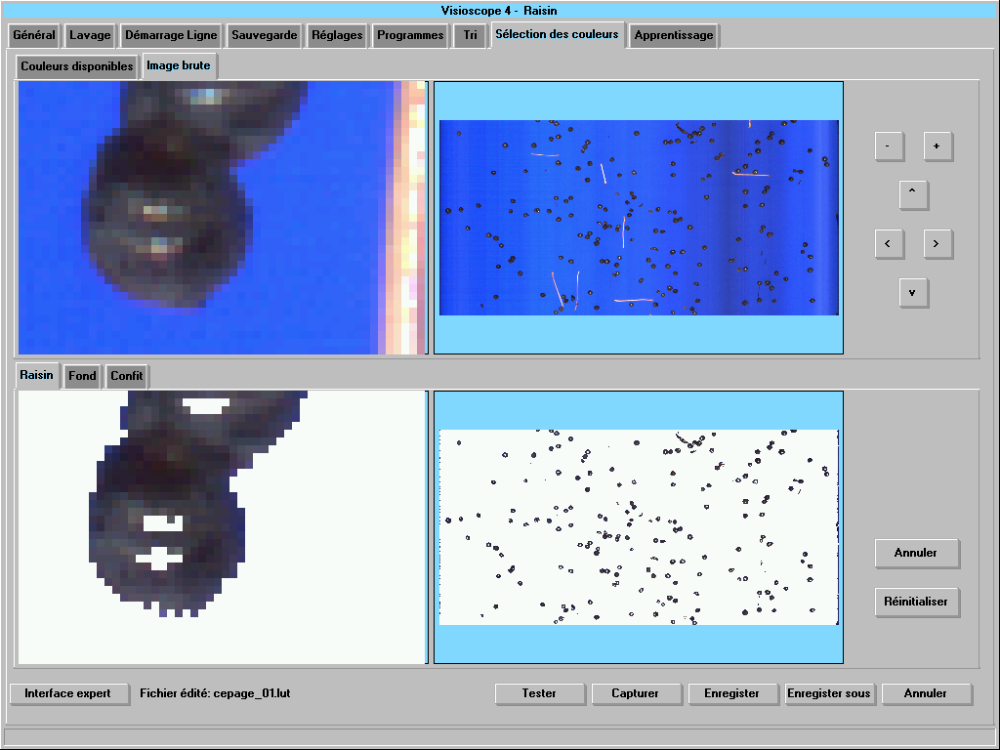 Visioscope 4 - Raisin
Général Lavage Démarrage Ligne Sauvegarde Réglages Programmes Tri Sélection des couleurs Apprentissage
Couleurs disponibles Image brute
- +
^
< >
v
Raisin Fond Confit
Annuler
Réinitialiser
Interface expert Fichier édité: cepage_01.lut Tester Capturer Enregister Enregister sous Annuler